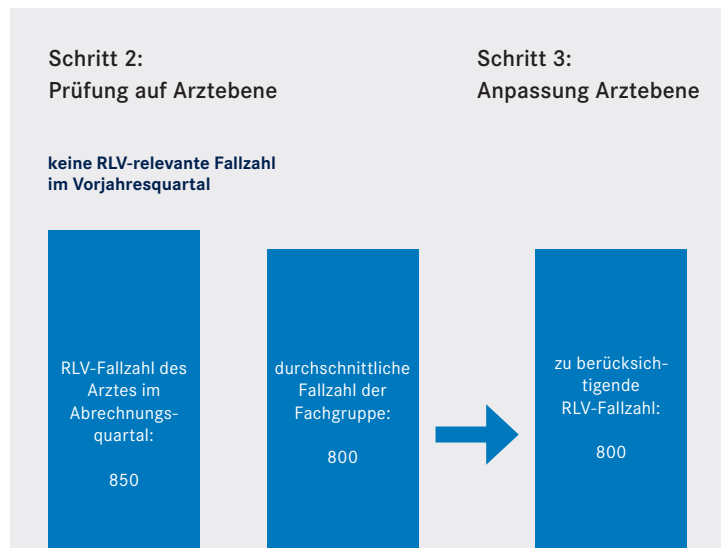 Schritt 2:
Prüfung auf Arztebene
Schritt 3:
Anpassung Arztebene
keine RLV-relevante Fallzahl
im Vorjahresquartal
RLV-Fallzahl des
Arztes im
Abrechnungs-
quartal:
850
durchschnittliche
Fallzahl der
Fachgruppe:
800
zu berücksich-
tigende
RLV-Fallzahl:
800